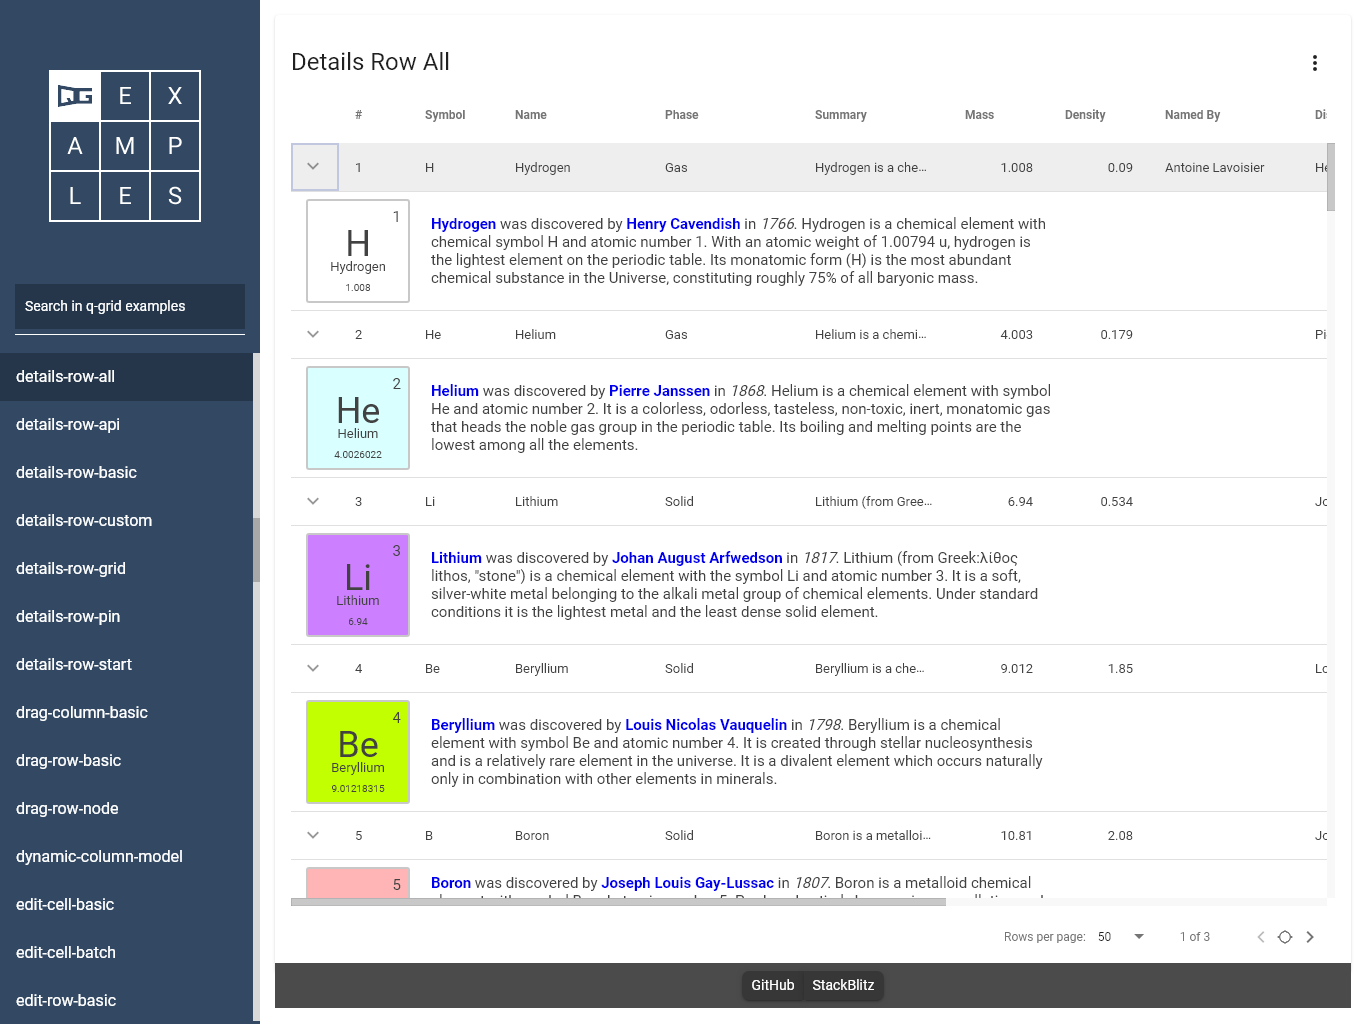 QG E X
A M P
L E S
Search in q-grid examples
details-row-all
details-row-api
details-row-basic
details-row-custom
details-row-grid
details-row-pin
details-row-start
drag-column-basic
drag-row-basic
drag-row-node
dynamic-column-model
edit-cell-basic
edit-cell-batch
edit-row-basic
Details Row All
# Symbol Name Phase Summary Mass Density Named By Di
1 H Hydrogen Gas Hydrogen is a che... 1.008 0.09 Antoine Lavoisier He
1
H
Hydrogen
1.008
Hydrogen was discovered by Henry Cavendish in 1766. Hydrogen is a chemical element with
chemical symbol H and atomic number 1. With an atomic weight of 1.00794 u, hydrogen is
the lightest element on the periodic table. Its monatomic form (H) is the most abundant
chemical substance in the Universe, constituting roughly 75% of all baryonic mass.
2 He Helium Gas Helium is a chemi... 4.003 0.179 Pi
2
He
Helium
4.0026022
Helium was discovered by Pierre Janssen in 1868. Helium is a chemical element with symbol
He and atomic number 2. It is a colorless, odorless, tasteless, non-toxic, inert, monatomic gas
that heads the noble gas group in the periodic table. Its boiling and melting points are the
lowest among all the elements.
3 Li Lithium Solid Lithium (from Gree... 6.94 0.534 Jo
3
Li
Lithium
6.94
Lithium was discovered by Johan August Arfwedson in 1817. Lithium (from Greek:λίθος
lithos, "stone") is a chemical element with the symbol Li and atomic number 3. It is a soft,
silver-white metal belonging to the alkali metal group of chemical elements. Under standard
conditions it is the lightest metal and the least dense solid element.
4 Be Beryllium Solid Beryllium is a che... 9.012 1.85 Lo
4
Be
Beryllium
9.01218315
Beryllium was discovered by Louis Nicolas Vauquelin in 1798. Beryllium is a chemical
element with symbol Be and atomic number 4. It is created through stellar nucleosynthesis
and is a relatively rare element in the universe. It is a divalent element which occurs naturally
only in combination with other elements in minerals.
5 B Boron Solid Boron is a metalloi... 10.81 2.08 Jo
5
Boron was discovered by Joseph Louis Gay-Lussac in 1807. Boron is a metalloid chemical
Rows per page: 50 1 of 3
GitHub StackBlitz